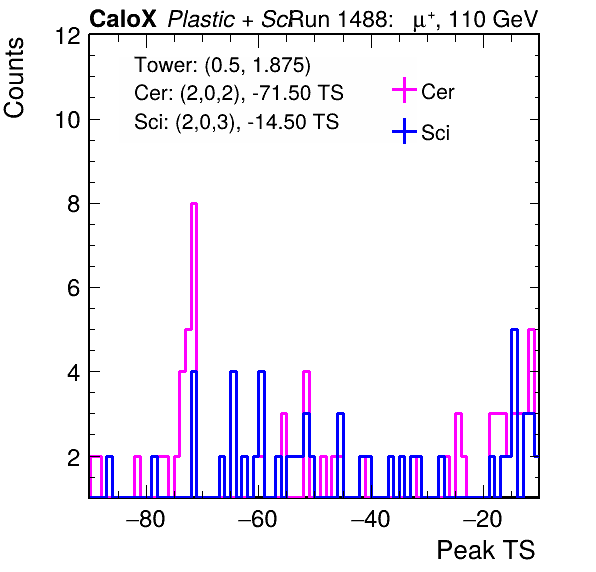 CaloX Plastic + Sci Run 1488: μ⁺, 110 GeV
Counts
12
Tower: (0.5, 1.875)
Cer: (2,0,2), -71.50 TS
Sci: (2,0,3), -14.50 TS
Cer
Sci
10
8
6
4
2
−80 −60 −40 −20
Peak TS